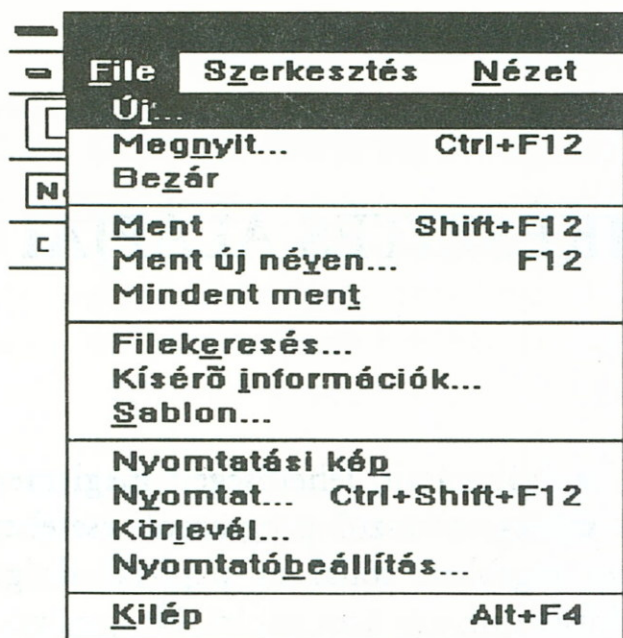 File Szerkesztés Nézet
Új...
Megnyit... Ctrl+F12
Bezár
Ment Shift+F12
Ment új néven... F12
Mindent ment
Filekeresés...
Kísérõ információk...
Sablon...
Nyomtatási kép
Nyomtat... Ctrl+Shift+F12
Körlevél...
Nyomtatóbeállítás...
Kilép Alt+F4